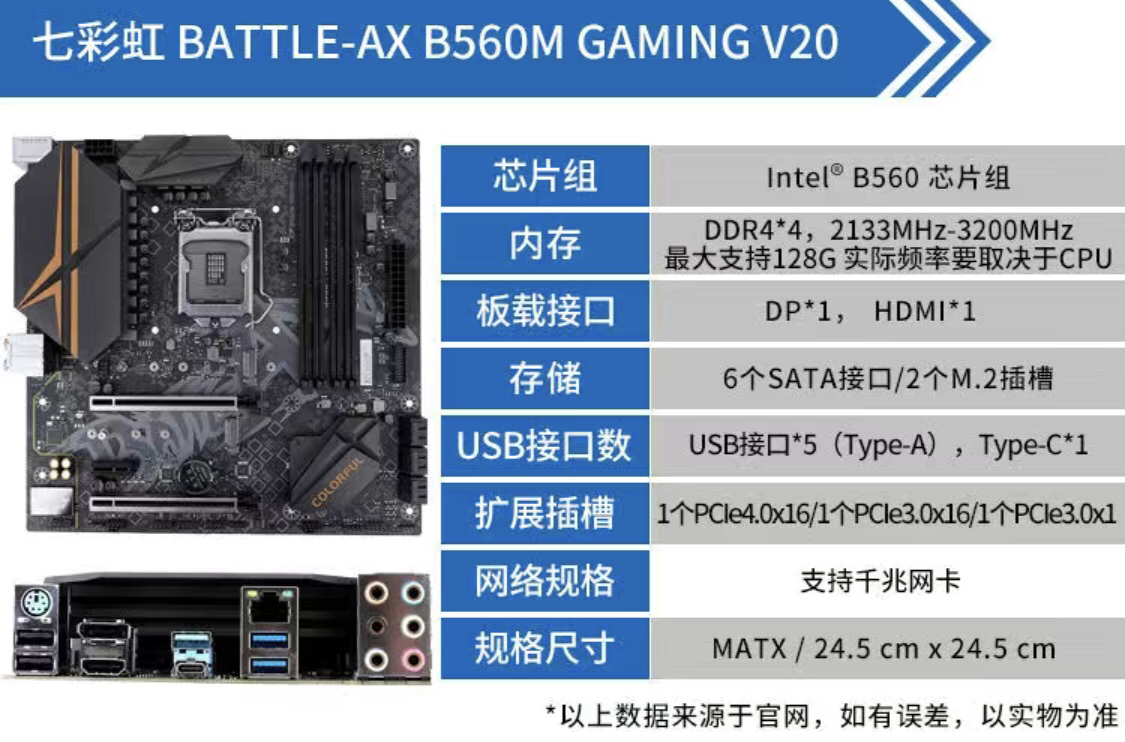 七彩虹 BATTLE-AX B560M GAMING V20
芯片组
Intel® B560 芯片组
内存
DDR4*4，2133MHz-3200MHz
最大支持128G 实际频率要取决于CPU
板载接口
DP*1， HDMI*1
存储
6个SATA接口/2个M.2插槽
USB接口数
USB接口*5（Type-A），Type-C*1
扩展插槽
1个PCIe4.0x16/1个PCIe3.0x16/1个PCIe3.0x1
网络规格
支持千兆网卡
规格尺寸
MATX / 24.5 cm x 24.5 cm
COLORFUL
*以上数据来源于官网，如有误差，以实物为准